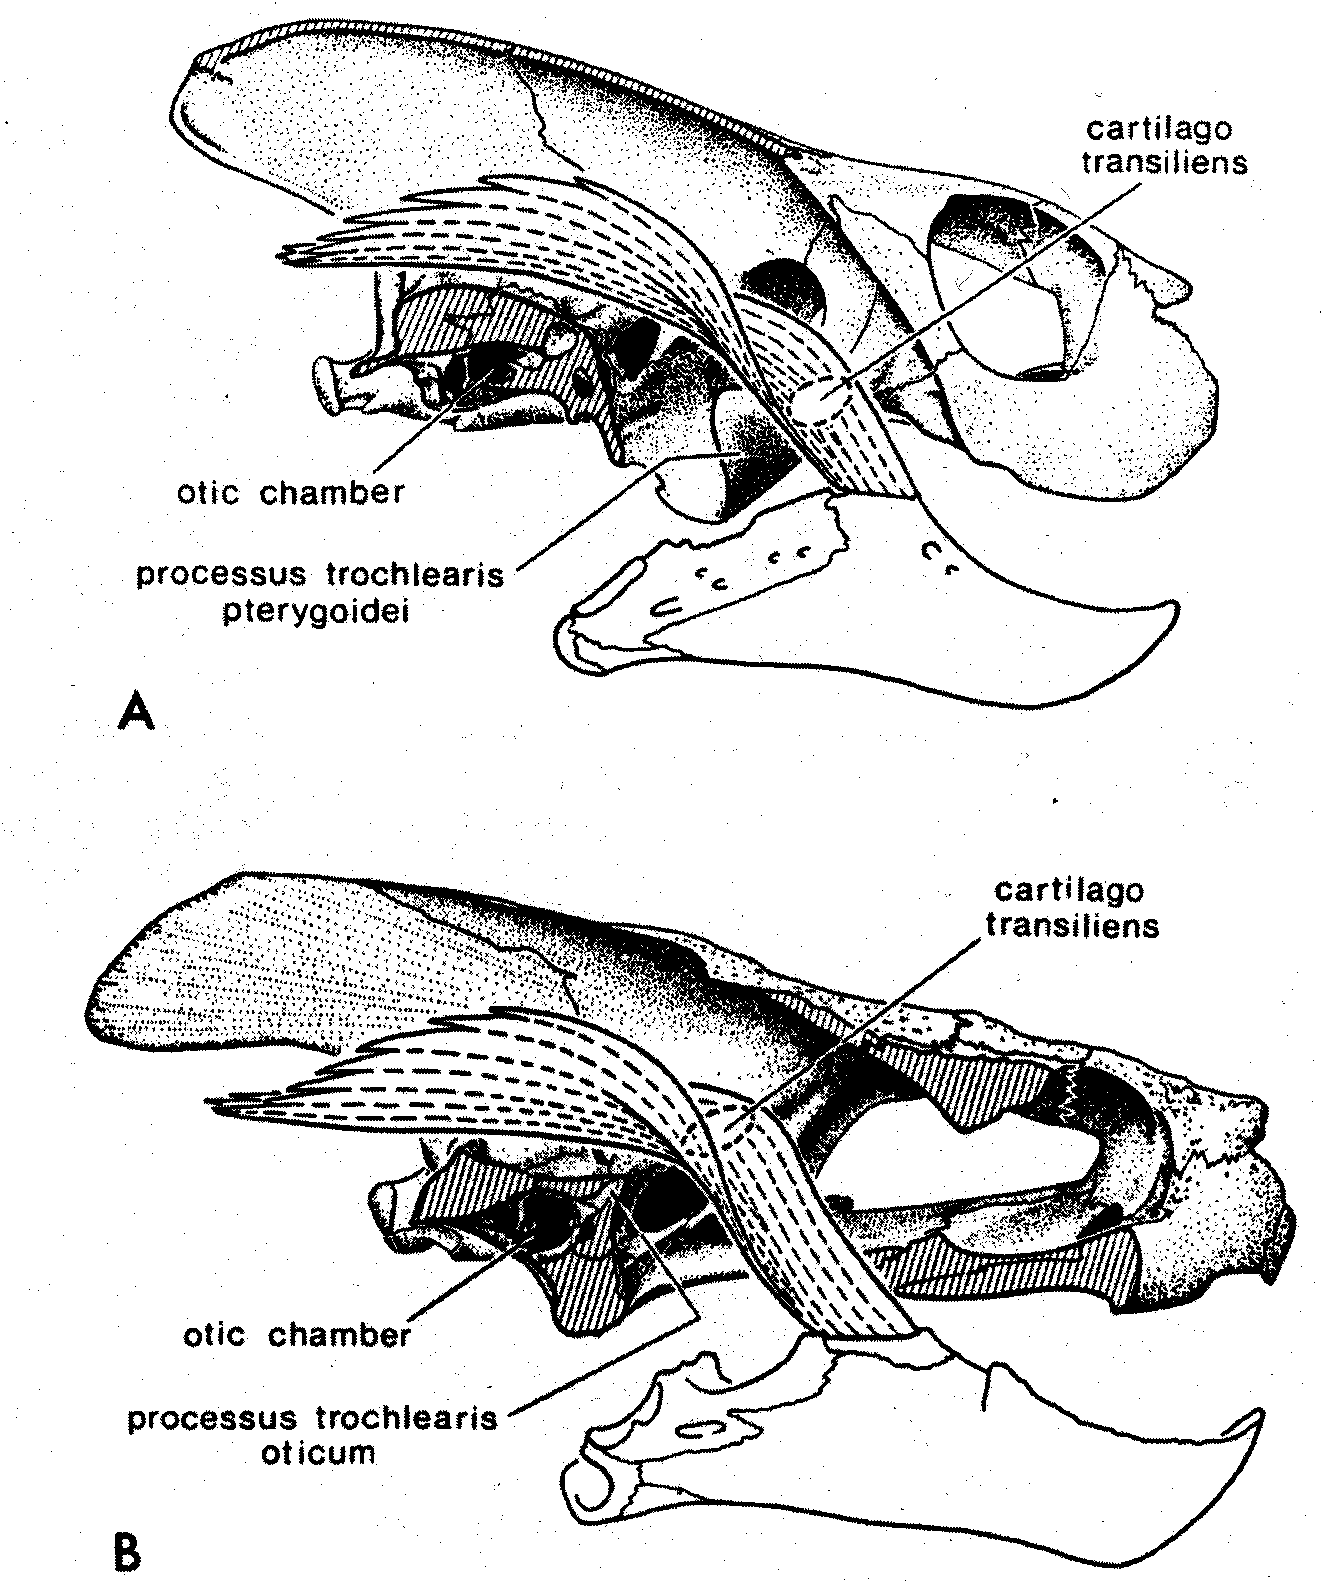 cartilago
transiliens
otic chamber
processus trochlearis
pterygoidei
A
cartilago
transiliens
otic chamber
processus trochlearis
oticum
B